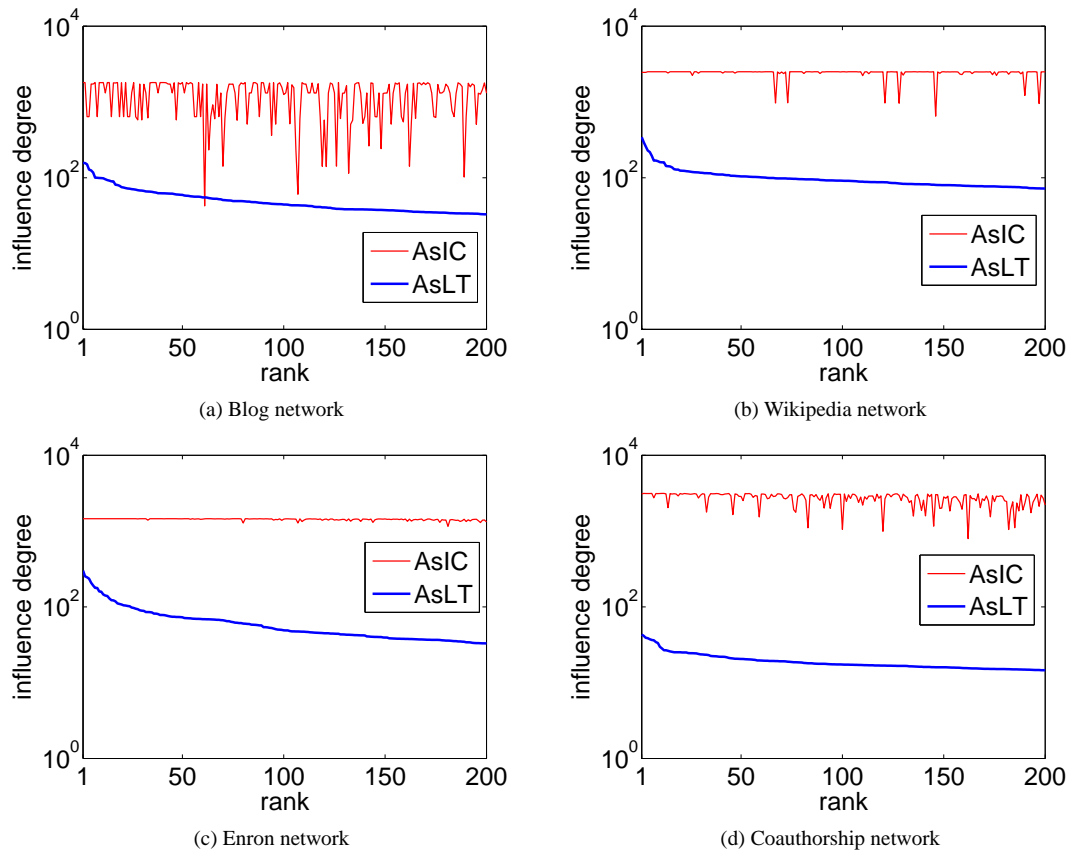 10^4
10^2
10^0
influence degree
AsIC
AsLT
1 50 100 150 200
rank
(a) Blog network
10^4
10^2
10^0
influence degree
AsIC
AsLT
1 50 100 150 200
rank
(b) Wikipedia network
10^4
10^2
10^0
influence degree
AsIC
AsLT
1 50 100 150 200
rank
(c) Enron network
10^4
10^2
10^0
influence degree
AsIC
AsLT
1 50 100 150 200
rank
(d) Coauthorship network